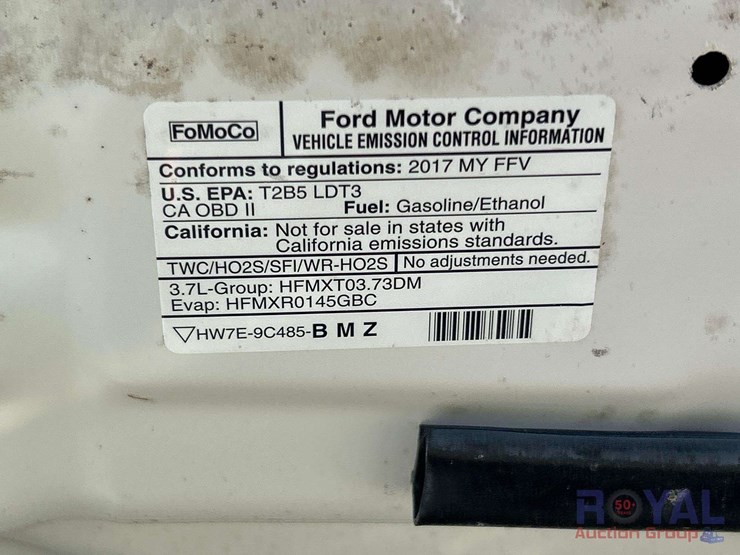 FoMoCo
Ford Motor Company
VEHICLE EMISSION CONTROL INFORMATION
Conforms to regulations: 2017 MY FFV
U.S. EPA: T2B5 LDT3
CA OBD II Fuel: Gasoline/Ethanol
California: Not for sale in states with
California emissions standards.
TWC/HO2S/SFI/WR-HO2S No adjustments needed.
3.7L-Group: HFMXT03.73DM
Evap: HFMXR0145GBC
HW7E-9C485-B M Z
ROYAL
50+
Auction Group